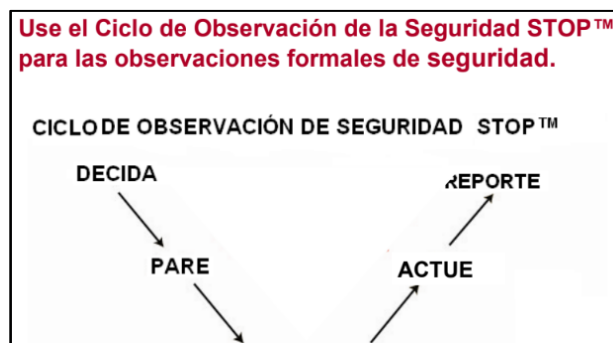 Use el Ciclo de Observación de la Seguridad STOP™
para las observaciones formales de seguridad.
CICLO DE OBSERVACIÓN DE SEGURIDAD STOP™
DECIDA
REPORTE
PARE
ACTUE